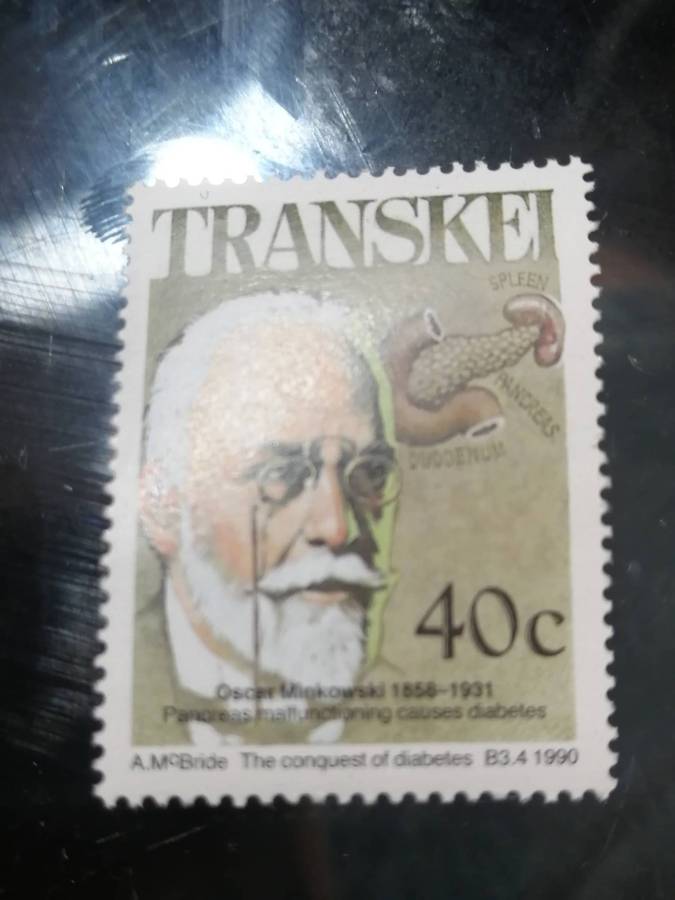 TRANSKEI
SPLEEN
PANCREAS
DUODENUM
40c
Oscar Minkowski 1858–1931
Pancreas malfunctioning causes diabetes
A.McBride The conquest of diabetes B3.4 1990